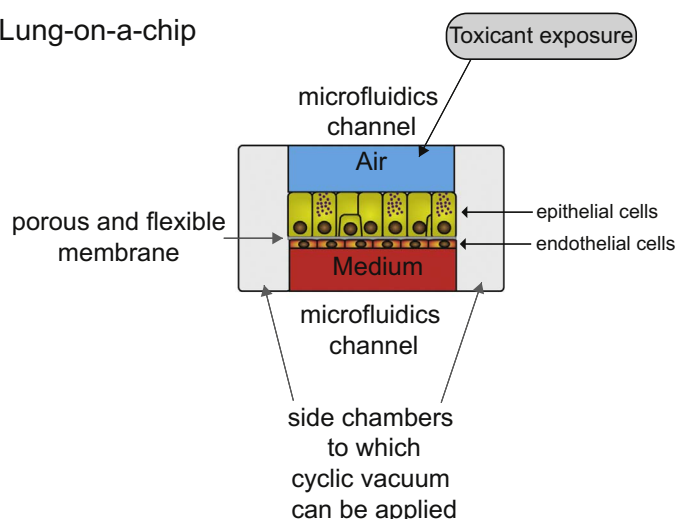 Lung-on-a-chip
Toxicant exposure
microfluidics
channel
Air
epithelial cells
porous and flexible
membrane
endothelial cells
Medium
microfluidics
channel
side chambers
to which
cyclic vacuum
can be applied